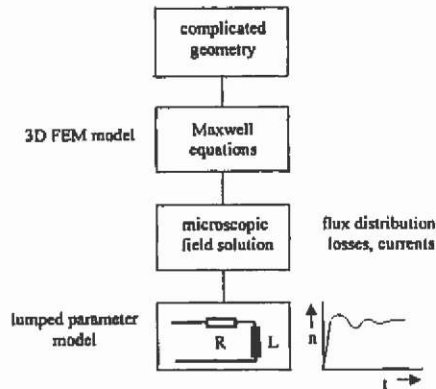 complicated
geometry
3D FEM model
Maxwell
equations
microscopic
field solution
flux distribution
losses, currents
lumped parameter
model
R
L
n
t